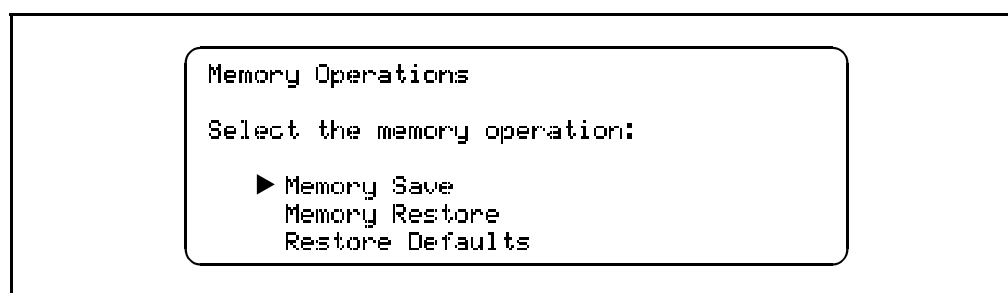 Memory Operations
Select the memory operation:
▶ Memory Save
Memory Restore
Restore Defaults